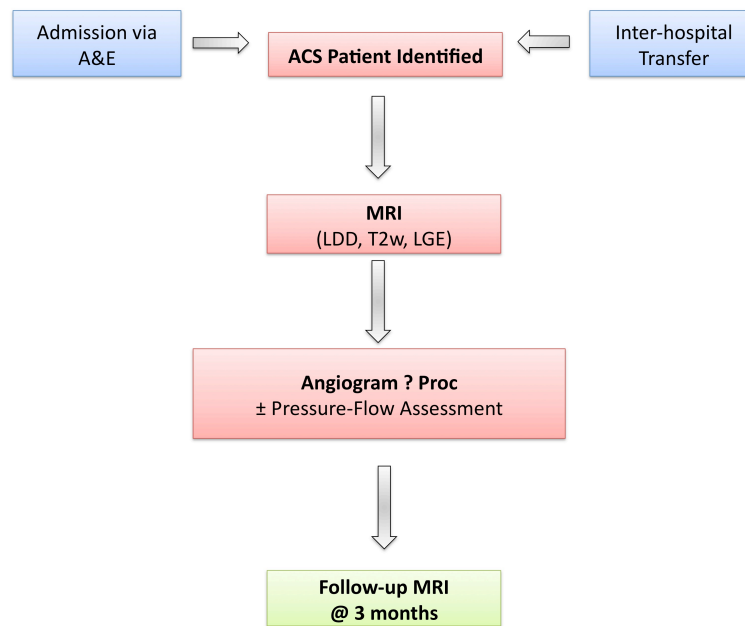 Admission via
A&E
ACS Patient Identified
Inter-hospital
Transfer
MRI
(LDD, T2w, LGE)
Angiogram ? Proc
± Pressure-Flow Assessment
Follow-up MRI
@ 3 months